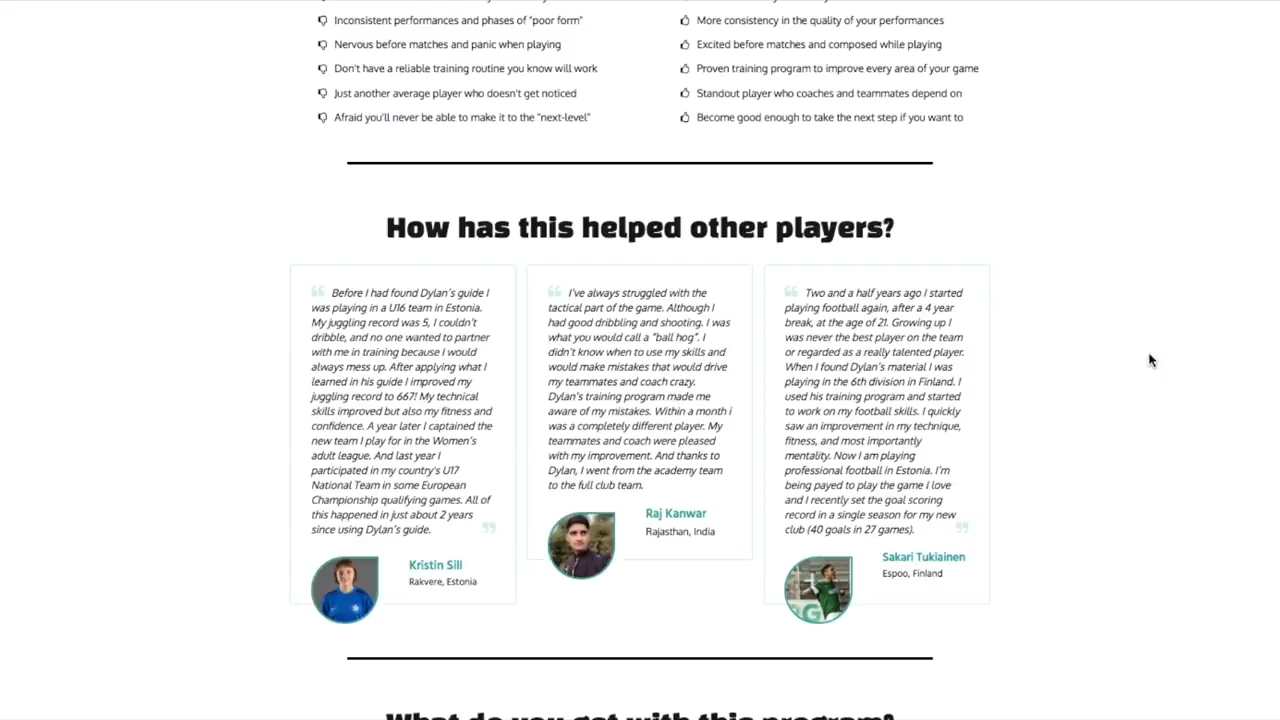 Inconsistent performances and phases of "poor form"
Nervous before matches and panic when playing
Don't have a reliable training routine you know will work
Just another average player who doesn't get noticed
Afraid you'll never be able to make it to the "next-level"
More consistency in the quality of your performances
Excited before matches and composed while playing
Proven training program to improve every area of your game
Standout player who coaches and teammates depend on
Become good enough to take the next step if you want to
How has this helped other players?
Before I had found Dylan's guide I
was playing in a U16 team in Estonia.
My juggling record was 5, I couldn't
dribble, and no one wanted to partner
with me in training because I would
always mess up. After applying what I
learned in his guide I improved my
juggling record to 667! My technical
skills improved but also my fitness and
confidence. A year later I captained the
new team I play for in the Women's
adult league. And last year I
participated in my country's U17
National Team in some European
Championship qualifying games. All of
this happened in just about 2 years
since using Dylan's guide.
Kristin Sill
Rakvere, Estonia
I've always struggled with the
tactical part of the game. Although I
had good dribbling and shooting. I was
what you would call a "ball hog". I
didn't know when to use my skills and
would make mistakes that would drive
my teammates and coach crazy.
Dylan's training program made me
aware of my mistakes. Within a month i
was a completely different player. My
teammates and coach were pleased
with my improvement. And thanks to
Dylan, I went from the academy team
to the full club team.
Raj Kanwar
Rajasthan, India
Two and a half years ago I started
playing football again, after a 4 year
break, at the age of 21. Growing up I
was never the best player on the team
or regarded as a really talented player.
When I found Dylan's material I was
playing in the 6th division in Finland. I
used his training program and started
to work on my football skills. I quickly
saw an improvement in my technique,
fitness, and most importantly
mentality. Now I am playing
professional football in Estonia. I'm
being payed to play the game I love
and I recently set the goal scoring
record in a single season for my new
club (40 goals in 27 games).
Sakari Tukiainen
Espoo, Finland
What do you get with this program?